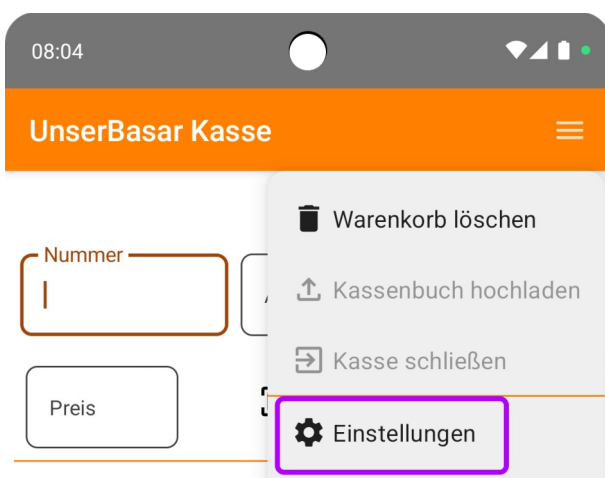 08:04
UnserBasar Kasse
Warenkorb löschen
Nummer
Kassenbuch hochladen
Kasse schließen
Preis
Einstellungen